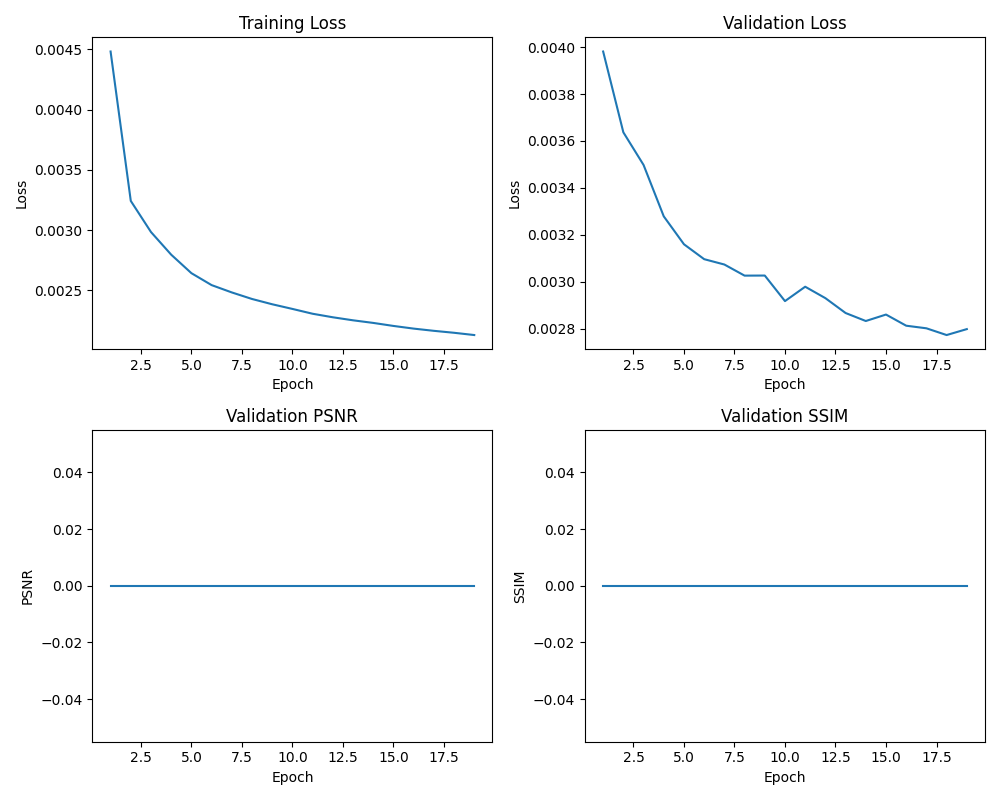 Training Loss
0.0045
0.0040
0.0035
0.0030
0.0025
Loss
2.5 5.0 7.5 10.0 12.5 15.0 17.5
Epoch
Validation Loss
0.0040
0.0038
0.0036
0.0034
0.0032
0.0030
0.0028
Loss
2.5 5.0 7.5 10.0 12.5 15.0 17.5
Epoch
Validation PSNR
0.04
0.02
0.00
−0.02
−0.04
PSNR
2.5 5.0 7.5 10.0 12.5 15.0 17.5
Epoch
Validation SSIM
0.04
0.02
0.00
−0.02
−0.04
SSIM
2.5 5.0 7.5 10.0 12.5 15.0 17.5
Epoch